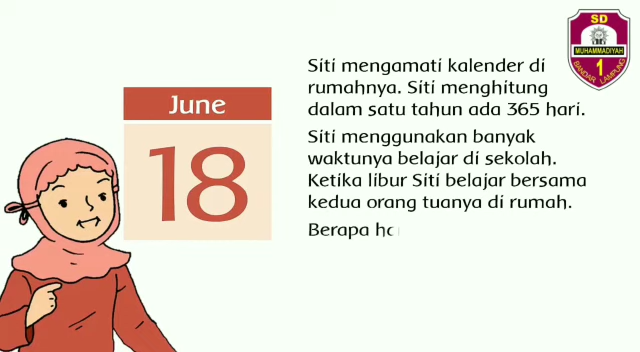 SD
MUHAMMADIYAH
1
BANDAR LAMPUNG
June
18
Siti mengamati kalender di
rumahnya. Siti menghitung
dalam satu tahun ada 365 hari.
Siti menggunakan banyak
waktunya belajar di sekolah.
Ketika libur Siti belajar bersama
kedua orang tuanya di rumah.
Berapa